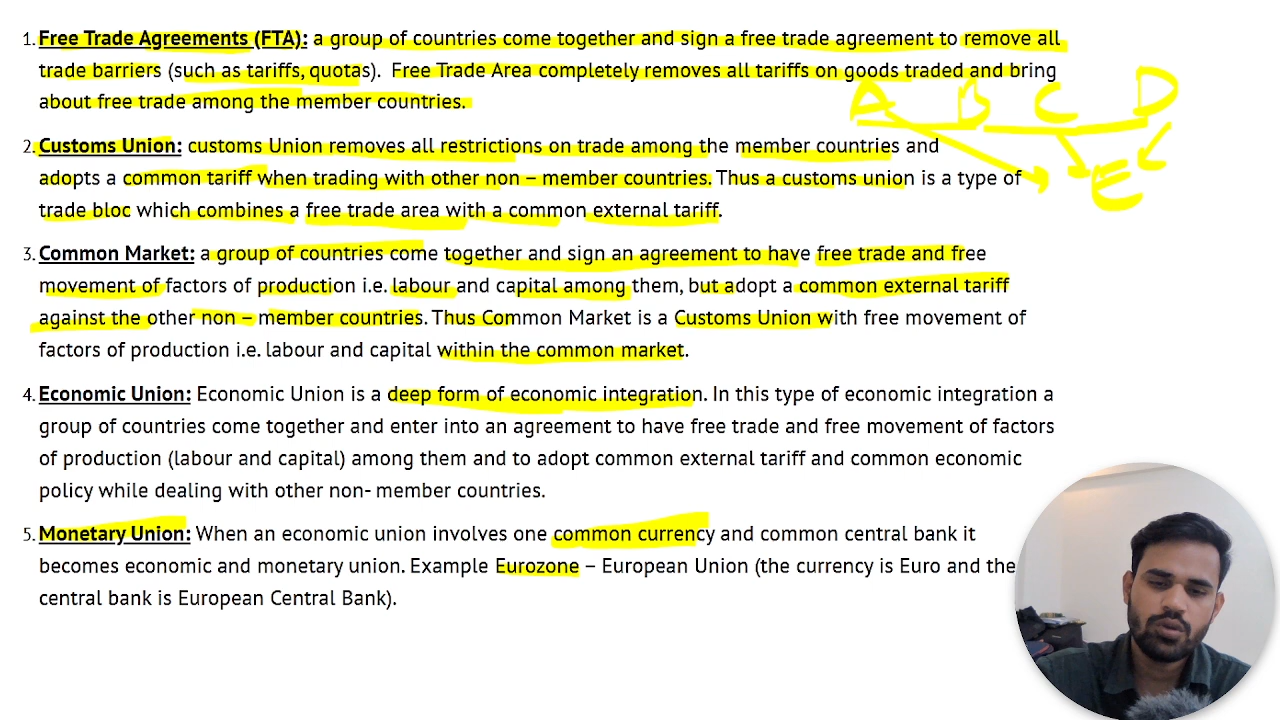 1. Free Trade Agreements (FTA): a group of countries come together and sign a free trade agreement to remove all
trade barriers (such as tariffs, quotas). Free Trade Area completely removes all tariffs on goods traded and bring
about free trade among the member countries.
A B C D
2. Customs Union: customs Union removes all restrictions on trade among the member countries and
adopts a common tariff when trading with other non – member countries. Thus a customs union is a type of
E
trade bloc which combines a free trade area with a common external tariff.
3. Common Market: a group of countries come together and sign an agreement to have free trade and free
movement of factors of production i.e. labour and capital among them, but adopt a common external tariff
against the other non – member countries. Thus Common Market is a Customs Union with free movement of
factors of production i.e. labour and capital within the common market.
4. Economic Union: Economic Union is a deep form of economic integration. In this type of economic integration a
group of countries come together and enter into an agreement to have free trade and free movement of factors
of production (labour and capital) among them and to adopt common external tariff and common economic
policy while dealing with other non- member countries.
5. Monetary Union: When an economic union involves one common currency and common central bank it
becomes economic and monetary union. Example Eurozone – European Union (the currency is Euro and the
central bank is European Central Bank).